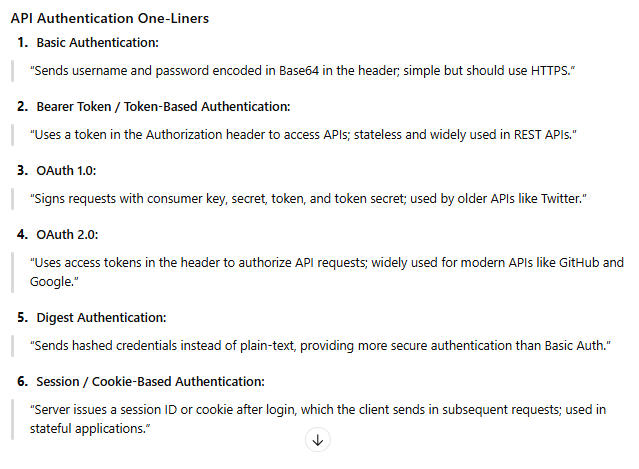 API Authentication One-Liners
1. Basic Authentication:
“Sends username and password encoded in Base64 in the header; simple but should use HTTPS.”
2. Bearer Token / Token-Based Authentication:
“Uses a token in the Authorization header to access APIs; stateless and widely used in REST APIs.”
3. OAuth 1.0:
“Signs requests with consumer key, secret, token, and token secret; used by older APIs like Twitter.”
4. OAuth 2.0:
“Uses access tokens in the header to authorize API requests; widely used for modern APIs like GitHub and
Google.”
5. Digest Authentication:
“Sends hashed credentials instead of plain-text, providing more secure authentication than Basic Auth.”
6. Session / Cookie-Based Authentication:
“Server issues a session ID or cookie after login, which the client sends in subsequent requests; used in
stateful applications.”